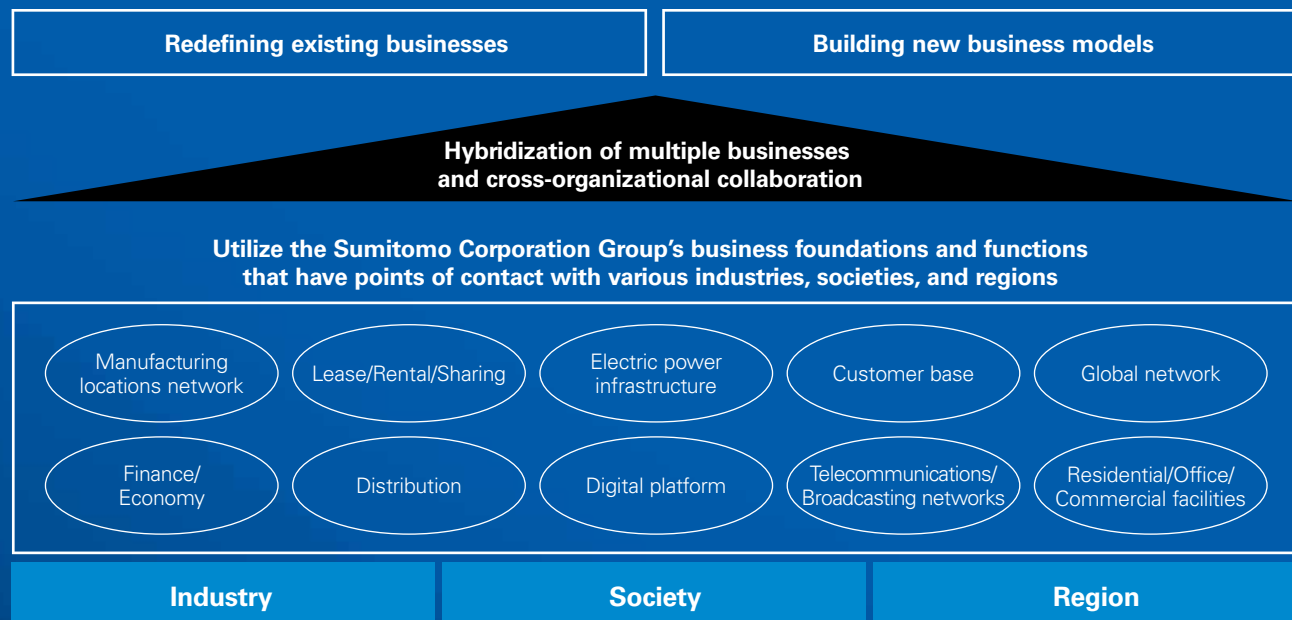 Redefining existing businesses
Building new business models
Hybridization of multiple businesses
and cross-organizational collaboration
Utilize the Sumitomo Corporation Group's business foundations and functions
that have points of contact with various industries, societies, and regions
Manufacturing
locations network
Lease/Rental/Sharing
Electric power
infrastructure
Customer base
Global network
Finance/
Economy
Distribution
Digital platform
Telecommunications/
Broadcasting networks
Residential/Office/
Commercial facilities
Industry
Society
Region